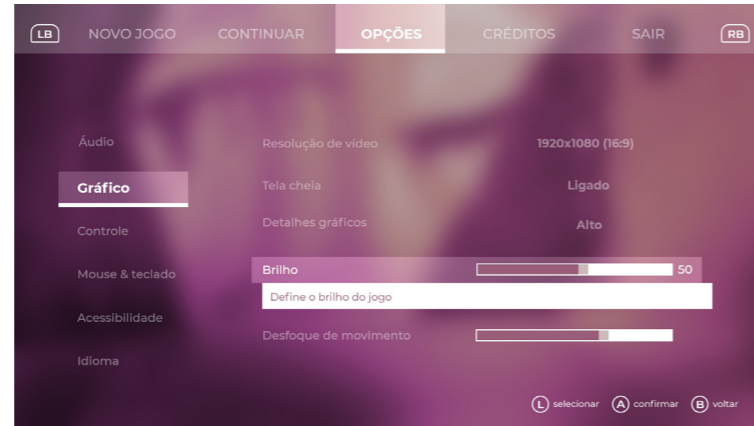 LB NOVO JOGO CONTINUAR OPÇÕES CRÉDITOS SAIR RB
Áudio
Gráfico
Controle
Mouse & teclado
Acessibilidade
Idioma
Resolução de vídeo 1920x1080 (16:9)
Tela cheia Ligado
Detalhes gráficos Alto
Brilho 50
Define o brilho do jogo
Desfoque de movimento
L selecionar A confirmar B voltar